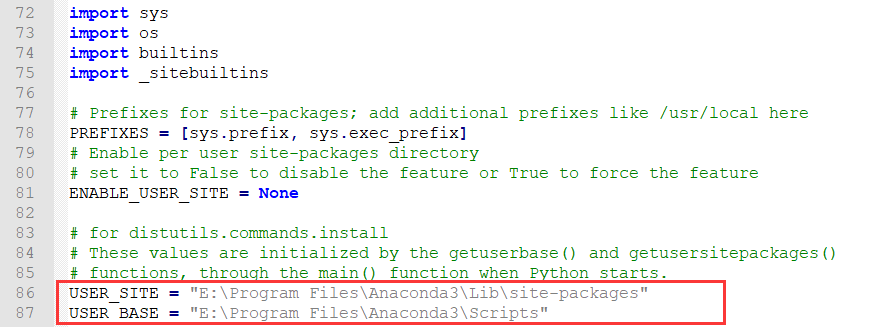 72 import sys
73 import os
74 import builtins
75 import _sitebuiltins
76
77 # Prefixes for site-packages; add additional prefixes like /usr/local here
78 PREFIXES = [sys.prefix, sys.exec_prefix]
79 # Enable per user site-packages directory
80 # set it to False to disable the feature or True to force the feature
81 ENABLE_USER_SITE = None
82
83 # for distutils.commands.install
84 # These values are initialized by the getuserbase() and getusersitepackages()
85 # functions, through the main() function when Python starts.
86 USER_SITE = "E:\Program Files\Anaconda3\Lib\site-packages"
87 USER_BASE = "E:\Program Files\Anaconda3\Scripts"